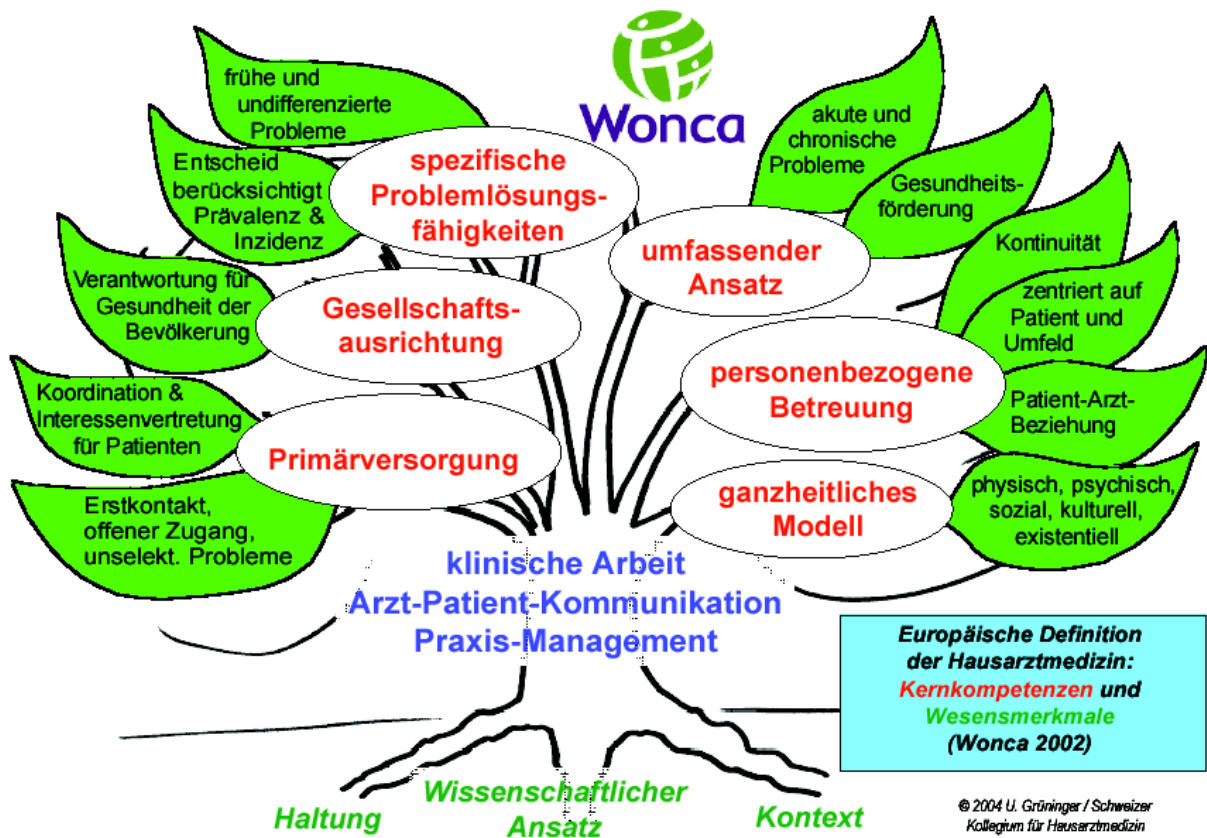 Wonca
frühe und
undifferenzierte
Probleme
Entscheid
berücksichtigt
Prävalenz &
Inzidenz
Verantwortung für
Gesundheit der
Bevölkerung
Koordination &
Interessenvertretung
für Patienten
Erstkontakt,
offener Zugang,
unselekt. Probleme
spezifische
Problemlösungs-
fähigkeiten
Gesellschafts-
ausrichtung
Primärversorgung
akute und
chronische
Probleme
Gesundheits-
förderung
Kontinuität
zentriert auf
Patient und
Umfeld
Patient-Arzt-
Beziehung
physisch, psychisch,
sozial, kulturell,
existentiell
umfassender
Ansatz
personenbezogene
Betreuung
ganzheitliches
Modell
klinische Arbeit
Arzt-Patient-Kommunikation
Praxis-Management
Europäische Definition
der Hausarztmedizin:
Kernkompetenzen und
Wesensmerkmale
(Wonca 2002)
Haltung
Wissenschaftlicher
Ansatz
Kontext
© 2004 U. Grüninger / Schweizer
Kollegium für Hausarztmedizin